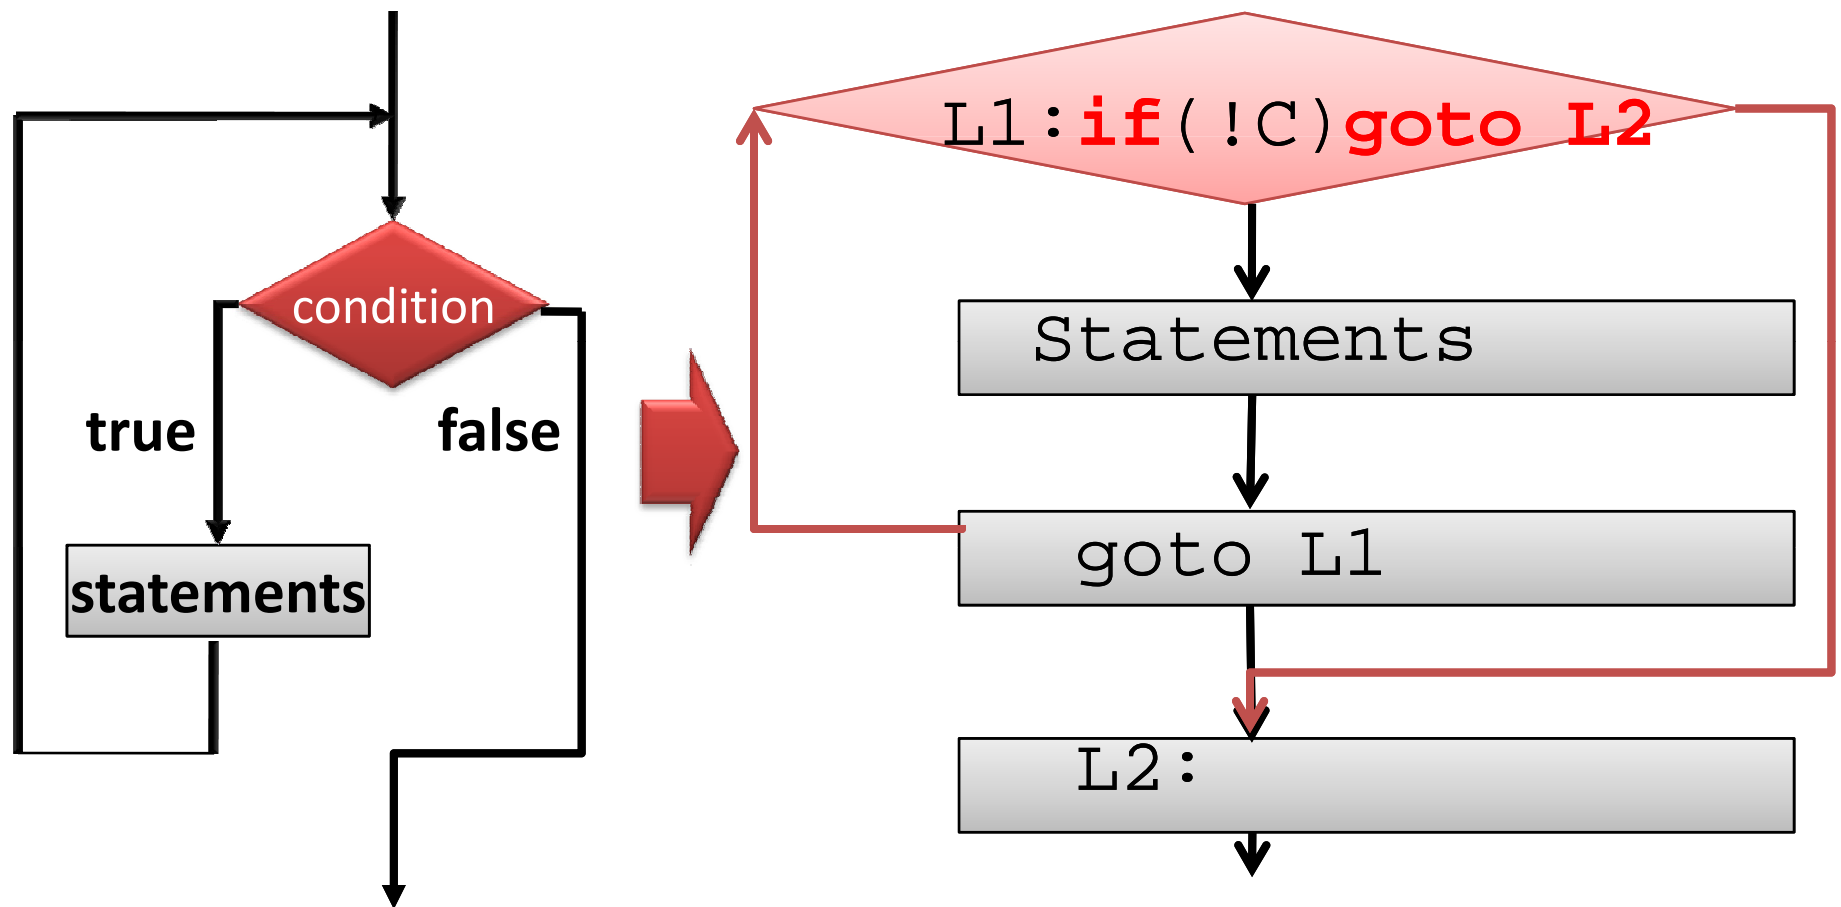 condition
true
false
statements
L1:if(!C)goto L2
Statements
goto L1
L2: